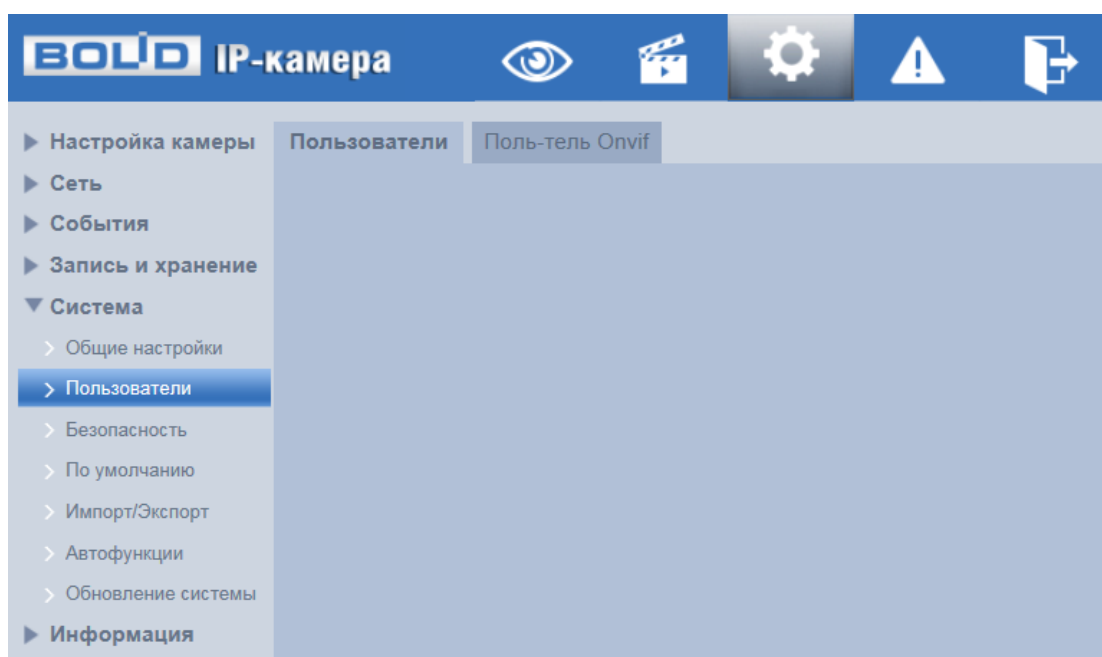 BOLID IP-камера
Настройка камеры
Сеть
События
Запись и хранение
Система
Общие настройки
Пользователи
Безопасность
По умолчанию
Импорт/Экспорт
Автофункции
Обновление системы
Информация
Пользователи
Поль-тель Onvif